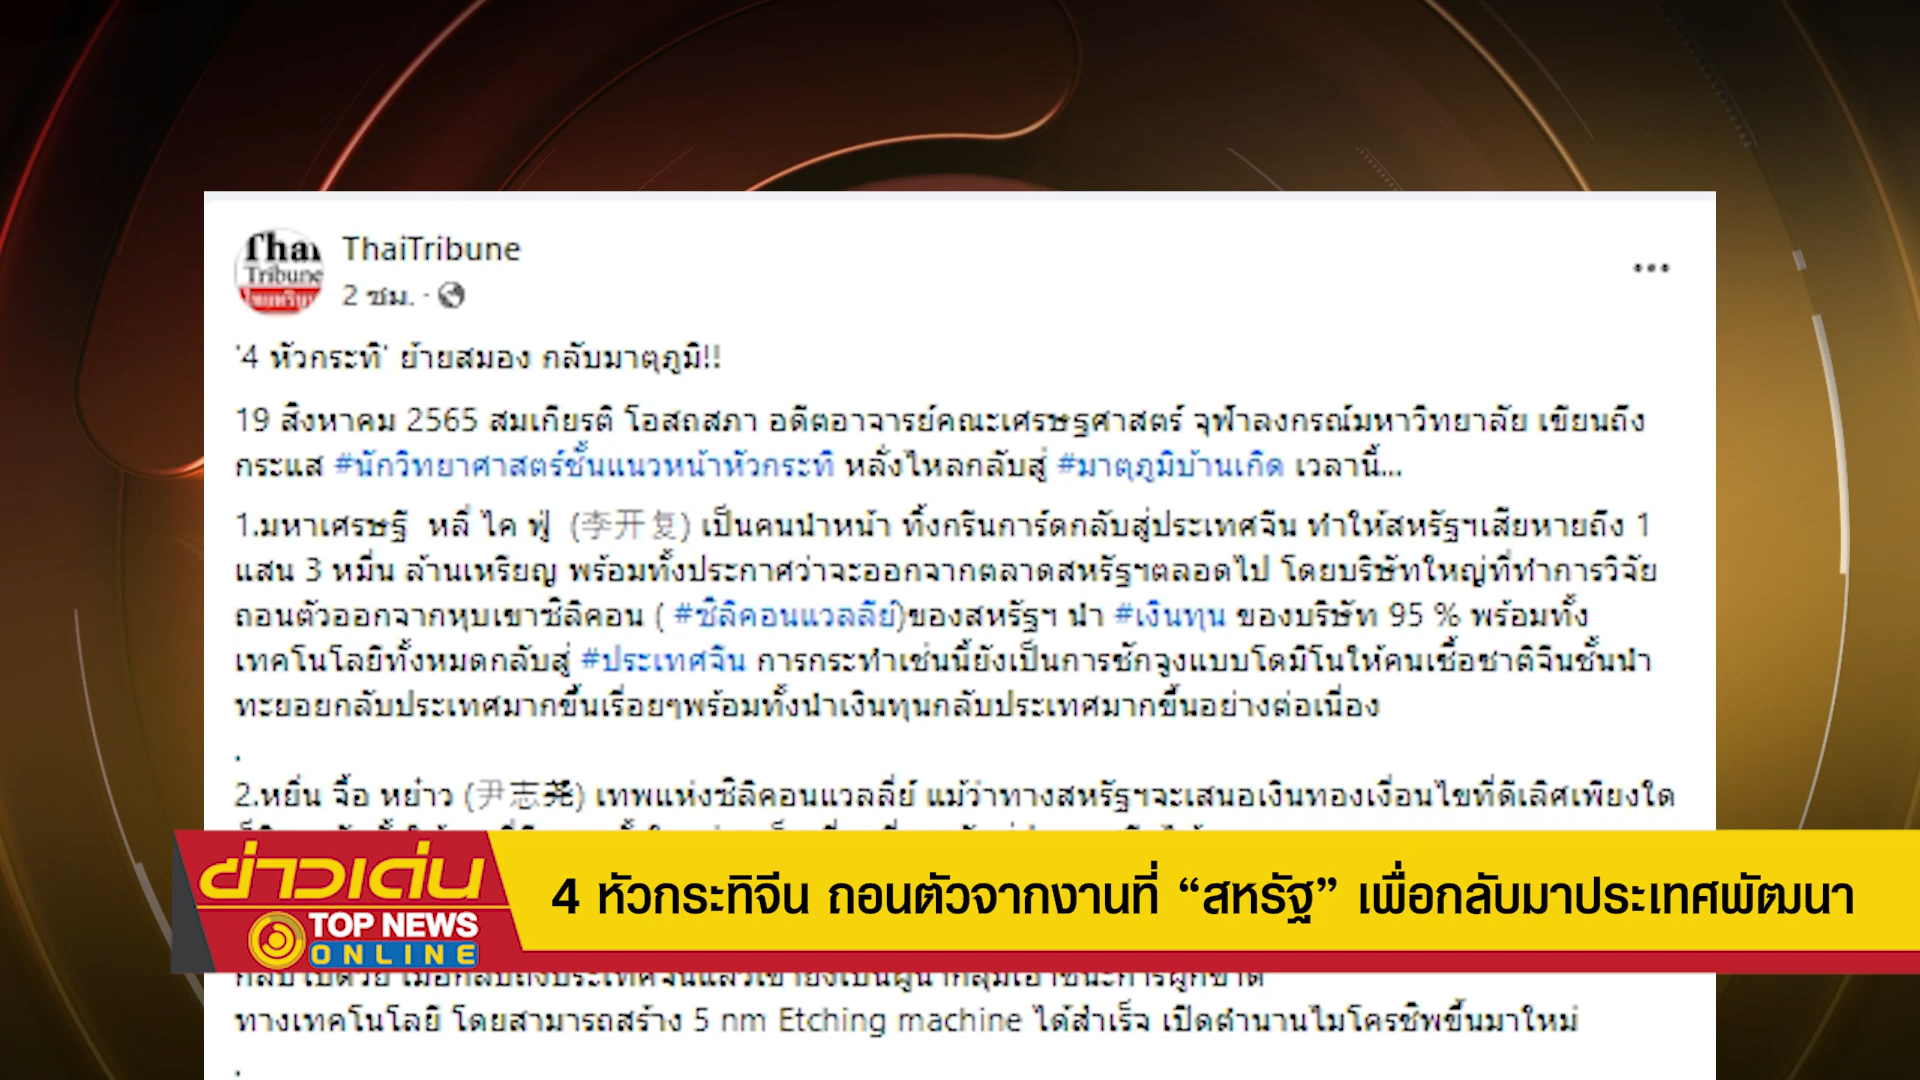 Thai
Tribune
ไทยทริบูน
ThaiTribune
2 ชม. ·
'4 หัวกระทิ' ย้ายสมอง กลับมาตุภูมิ!!
19 สิงหาคม 2565 สมเกียรติ โอสถสภา อดีตอาจารย์คณะเศรษฐศาสตร์ จุฬาลงกรณ์มหาวิทยาลัย เขียนถึง
กระแส #นักวิทยาศาสตร์ชั้นแนวหน้าหัวกระทิ หลั่งไหลกลับสู่ #มาตุภูมิบ้านเกิด เวลานี้...
1.มหาเศรษฐี หลี่ ไค ฟู่ (李开复) เป็นคนนำหน้า ทิ้งกรีนการ์ดกลับสู่ประเทศจีน ทำให้สหรัฐฯเสียหายถึง 1
แสน 3 หมื่น ล้านเหรียญ พร้อมทั้งประกาศว่าจะออกจากตลาดสหรัฐฯตลอดไป โดยบริษัทใหญ่ที่ทำการวิจัย
ถอนตัวออกจากหุบเขาซิลิคอน ( #ซิลิคอนแวลลีย์)ของสหรัฐฯ นำ #เงินทุน ของบริษัท 95 % พร้อมทั้ง
เทคโนโลยีทั้งหมดกลับสู่ #ประเทศจีน การกระทำเช่นนี้ยังเป็นการชักจูงแบบโดมิโนให้คนเชื้อชาติจีนชั้นนำ
ทะยอยกลับประเทศมากขึ้นเรื่อยๆพร้อมทั้งนำเงินทุนกลับประเทศมากขึ้นอย่างต่อเนื่อง
.
2.หยิ่น จื้อ หย่าว (尹志尧) เทพแห่งซิลิคอนแวลลี่ย์ แม้ว่าทางสหรัฐฯจะเสนอเงินทองเงื่อนไขที่ดีเลิศเพียงใด
ข่าวเด่น
TOP NEWS
ONLINE
4 หัวกระทิจีน ถอนตัวจากงานที่ “สหรัฐ” เพื่อกลับมาประเทศพัฒนา
ทางเทคโนโลยี โดยสามารถสร้าง 5 nm Etching machine ได้สำเร็จ เปิดตำนานไมโครชิพขึ้นมาใหม่
.